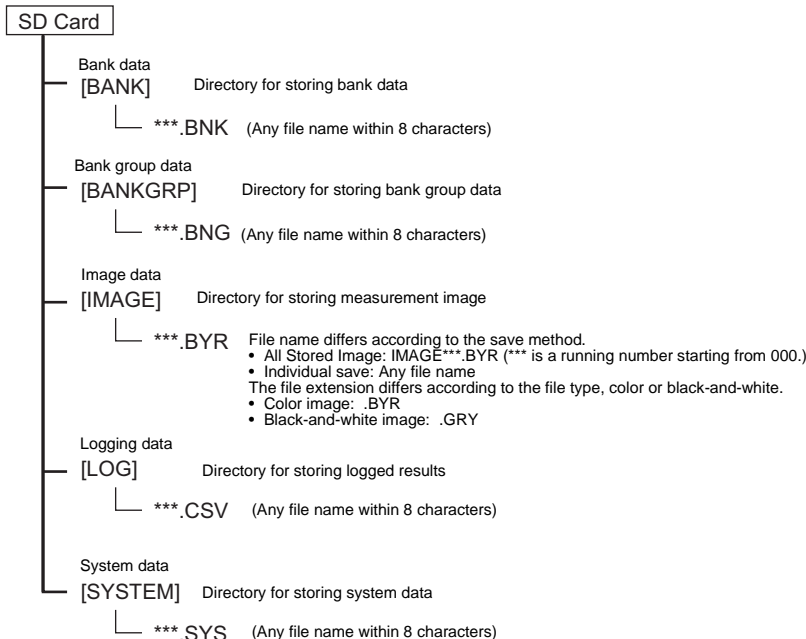 SD Card
Bank data
[BANK] Directory for storing bank data
***.BNK (Any file name within 8 characters)
Bank group data
[BANKGRP] Directory for storing bank group data
***.BNG (Any file name within 8 characters)
Image data
[IMAGE] Directory for storing measurement image
***.BYR File name differs according to the save method.
• All Stored Image: IMAGE***.BYR (*** is a running number starting from 000.)
• Individual save: Any file name
The file extension differs according to the file type, color or black-and-white.
• Color image: .BYR
• Black-and-white image: .GRY
Logging data
[LOG] Directory for storing logged results
***.CSV (Any file name within 8 characters)
System data
[SYSTEM] Directory for storing system data
***.SYS (Any file name within 8 characters)